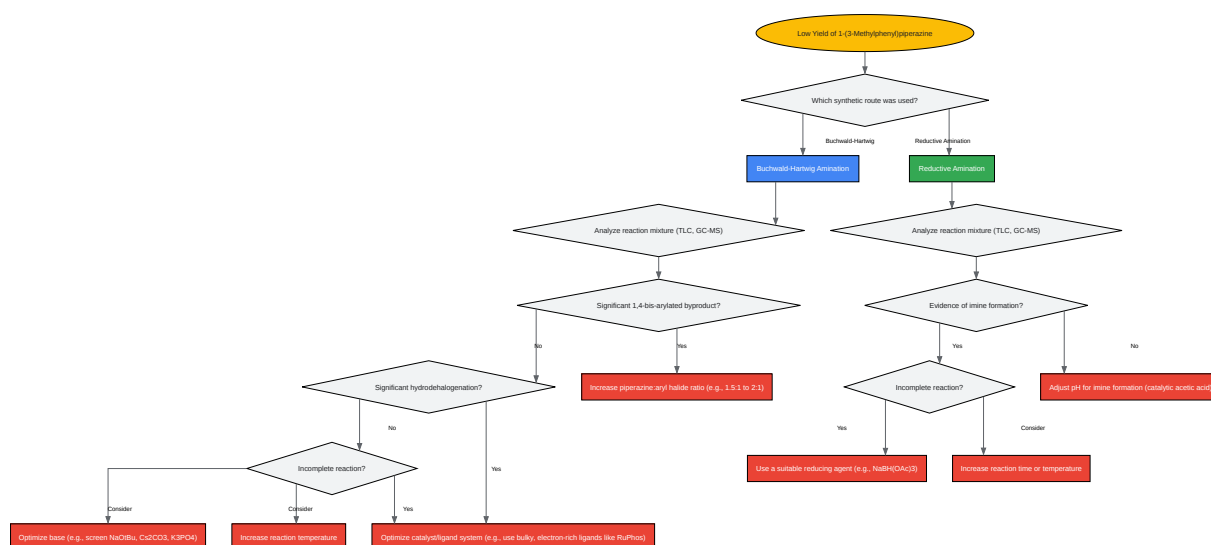 Low Yield of 1-(3-Methylphenyl)piperazine
Which synthetic route was used?
Buchwald-Hartwig
Reductive Amination
Buchwald-Hartwig Amination
Reductive Amination
Analyze reaction mixture (TLC, GC-MS)
Analyze reaction mixture (TLC, GC-MS)
Significant 1,4-bis-arylated byproduct?
Evidence of imine formation?
No
Yes
Yes
No
Significant hydrodehalogenation?
Increase piperazine:aryl halide ratio (e.g., 1.5:1 to 2:1)
Incomplete reaction?
Adjust pH for imine formation (catalytic acetic acid)
No
Yes
Consider
Incomplete reaction?
Yes
Use a suitable reducing agent (e.g., NaBH(OAc)3)
Increase reaction time or temperature
Consider
Consider
Yes
Optimize base (e.g., screen NaOtBu, Cs2CO3, K3PO4)
Increase reaction temperature
Optimize catalyst/ligand system (e.g., use bulky, electron-rich ligands like RuPhos)